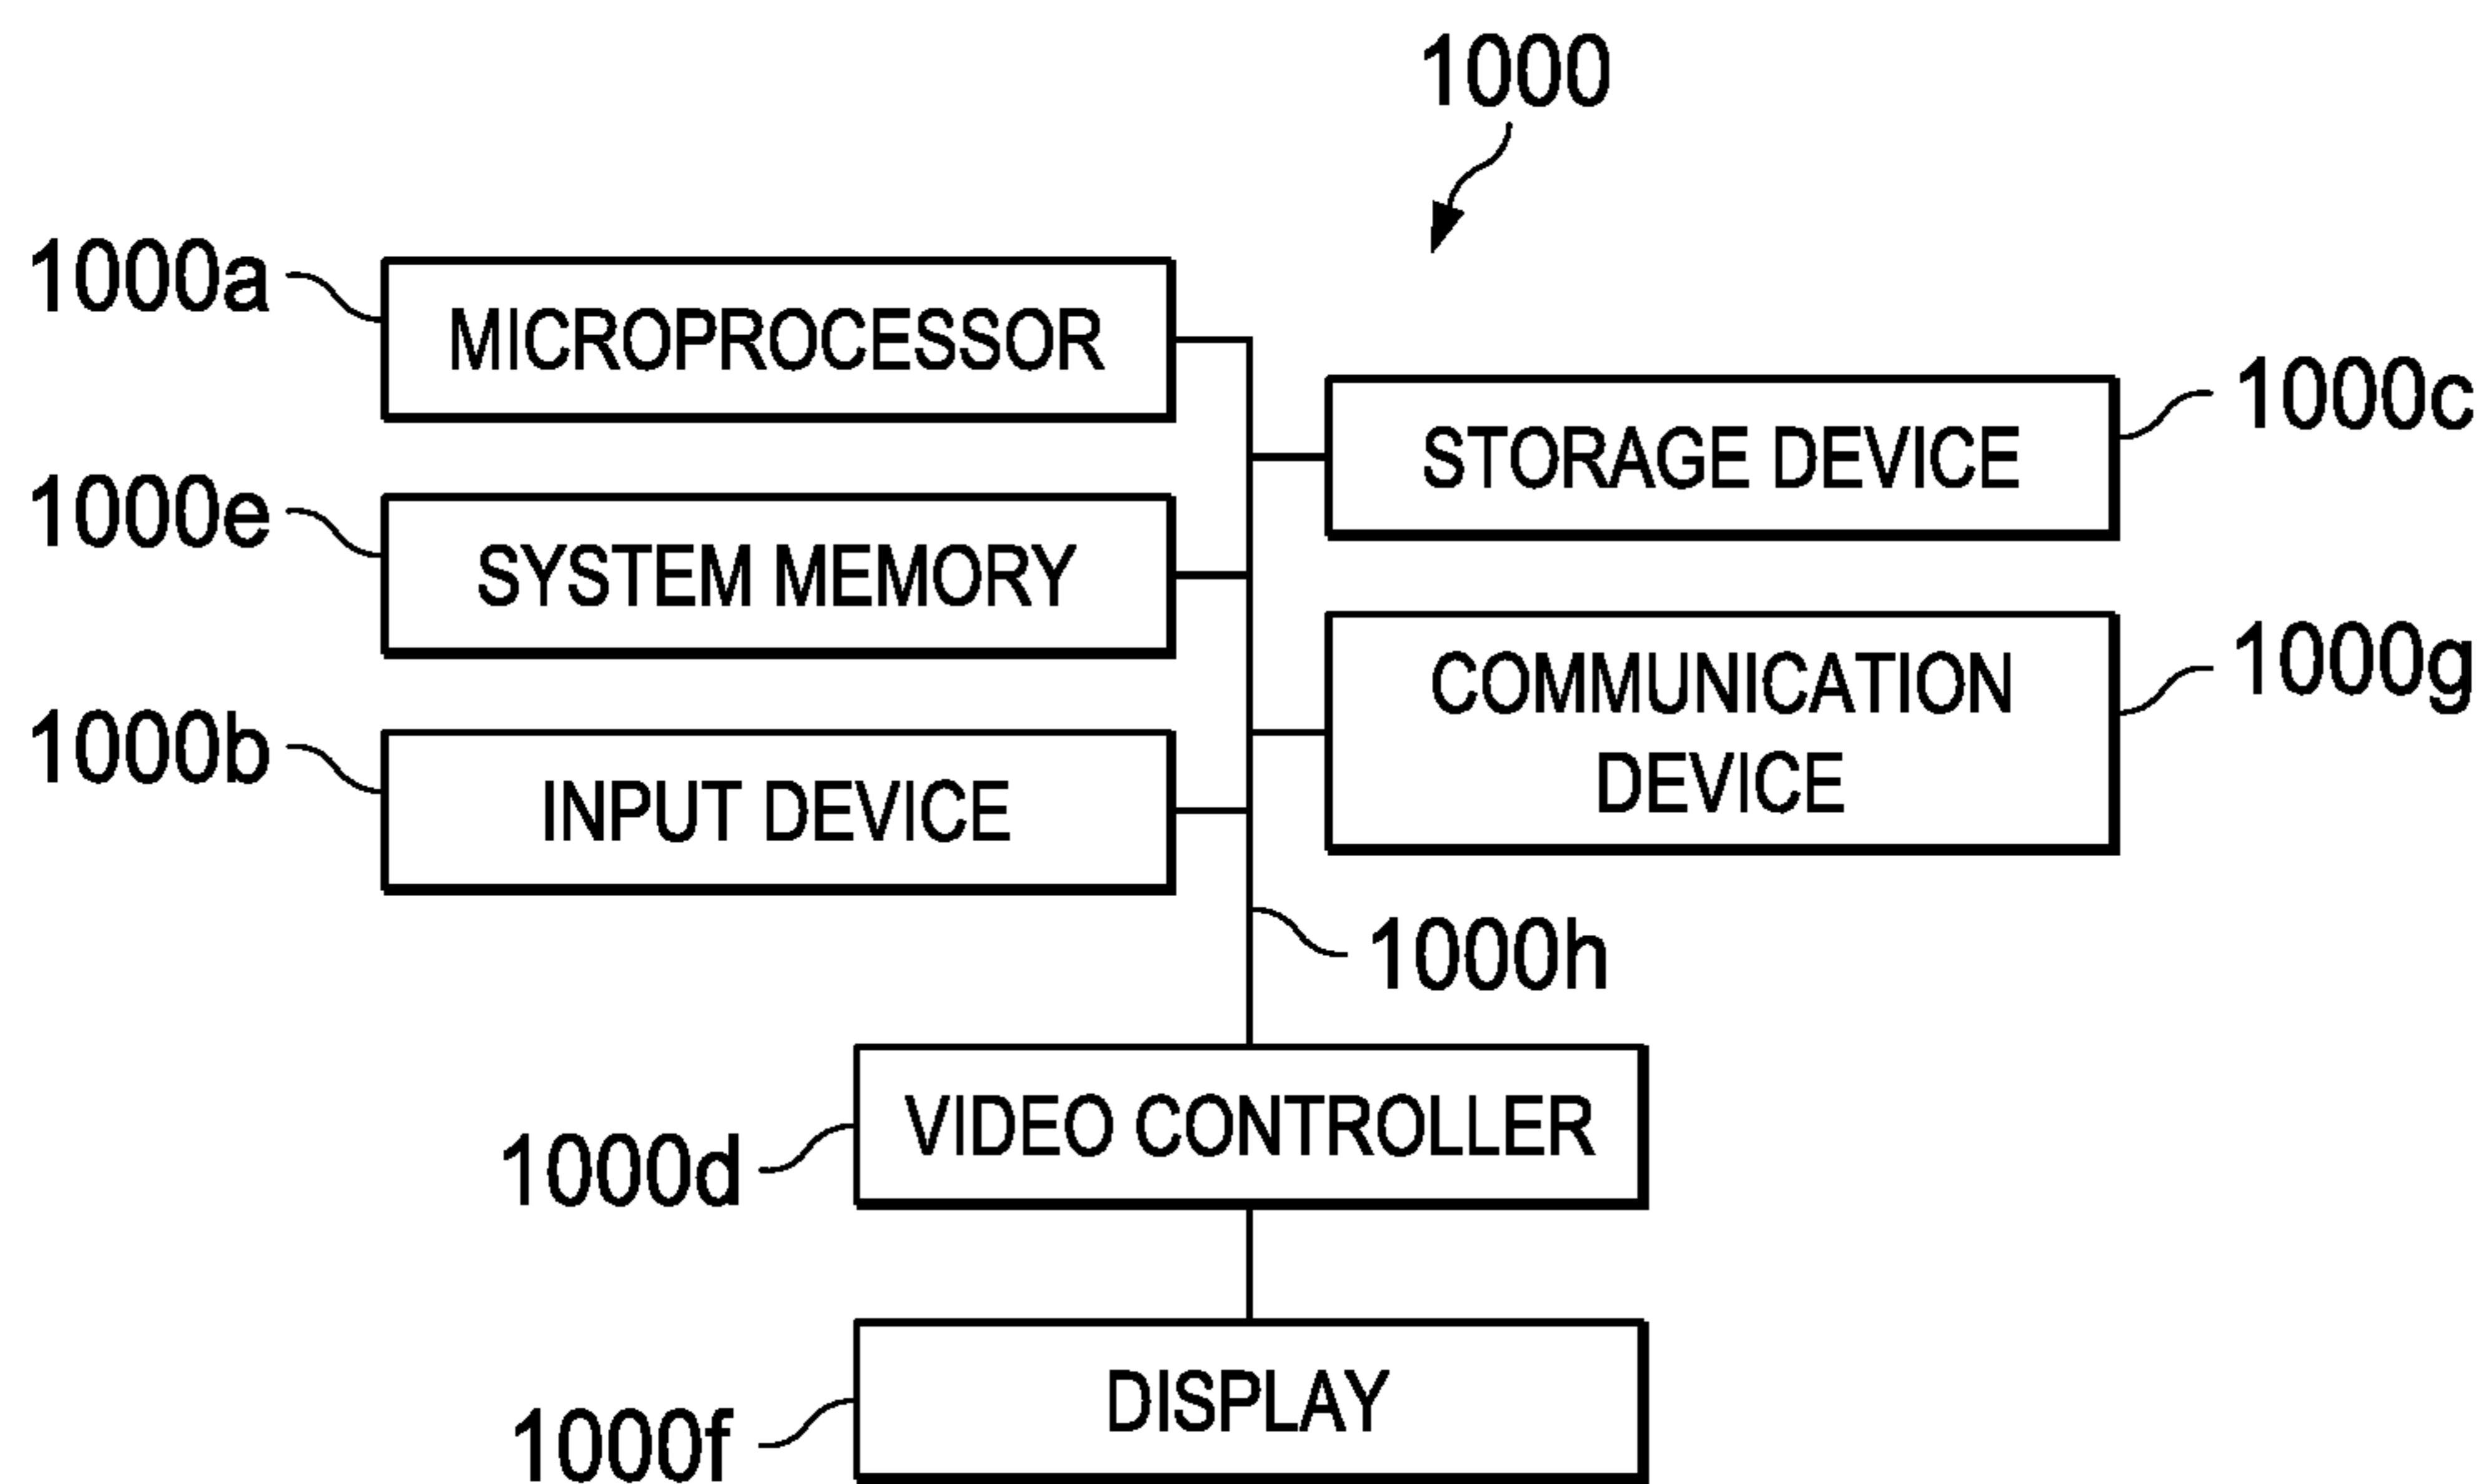 1000
1000a
MICROPROCESSOR
STORAGE DEVICE
1000c
1000e
SYSTEM MEMORY
COMMUNICATION
DEVICE
1000g
1000b
INPUT DEVICE
1000h
VIDEO CONTROLLER
1000d
DISPLAY
1000f